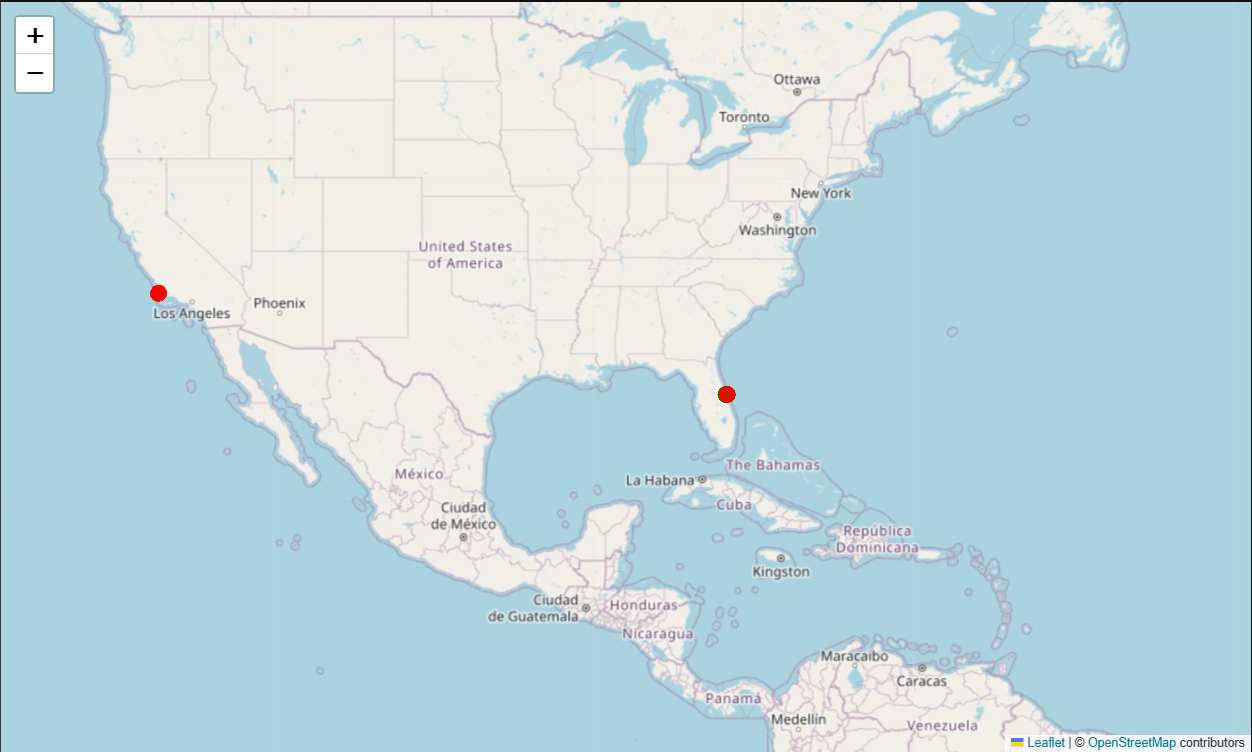 +
−
Ottawa
Toronto
New York
Washington
United States
of America
Phoenix
Los Angeles
México
The Bahamas
La Habana
Cuba
Ciudad
de México
República
Dominicana
Kingston
Ciudad
de Guatemala
Honduras
Nicaragua
Maracaibo
Caracas
Panamá
Medellín
Venezuela
Leaflet | © OpenStreetMap contributors